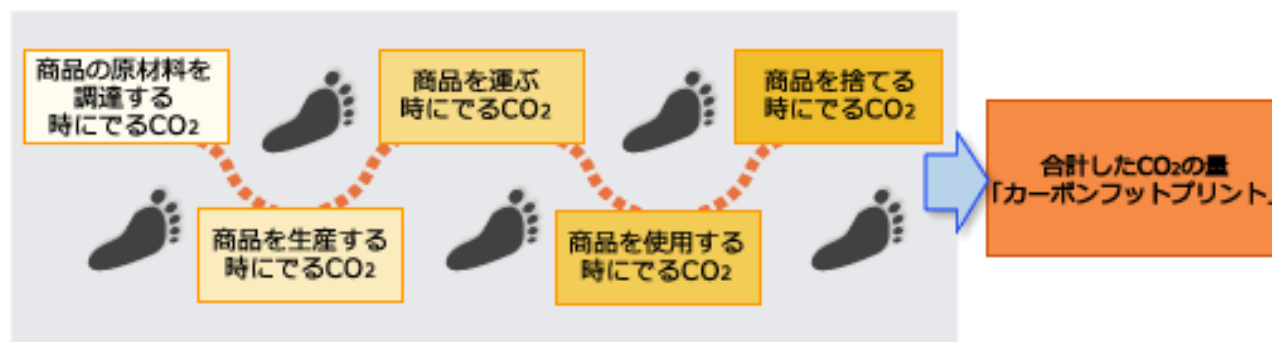 商品の原材料を
調達する
時にでるCO₂
商品を生産する
時にでるCO₂
商品を運ぶ
時にでるCO₂
商品を使用する
時にでるCO₂
商品を捨てる
時にでるCO₂
合計したCO₂の量
「カーボンフットプリント」